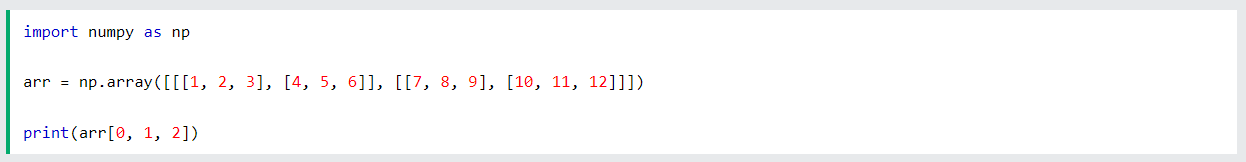 import numpy as np
arr = np.array([[[1, 2, 3], [4, 5, 6]], [[7, 8, 9], [10, 11, 12]]])
print(arr[0, 1, 2])